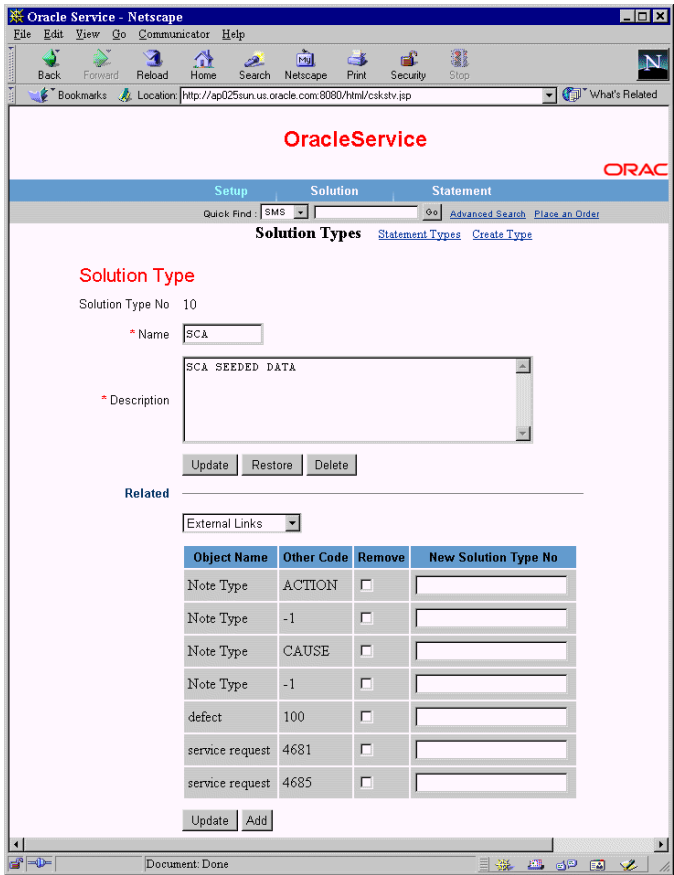 Oracle Service - Netscape
File Edit View Go Communicator Help
Back Forward Reload Home Search Netscape Print Security Stop
My
N
Bookmarks Location: http://ap025sun.us.oracle.com:8080/html/cskstv.jsp What's Related
OracleService
ORAC
Setup Solution Statement
Quick Find : SMS Go Advanced Search Place an Order
Solution Types Statement Types Create Type
Solution Type
Solution Type No 10
* Name SCA
SCA SEEDED DATA
* Description
Update Restore Delete
Related
External Links
Object Name Other Code Remove New Solution Type No
Note Type ACTION
Note Type -1
Note Type CAUSE
Note Type -1
defect 100
service request 4681
service request 4685
Update Add
Document: Done